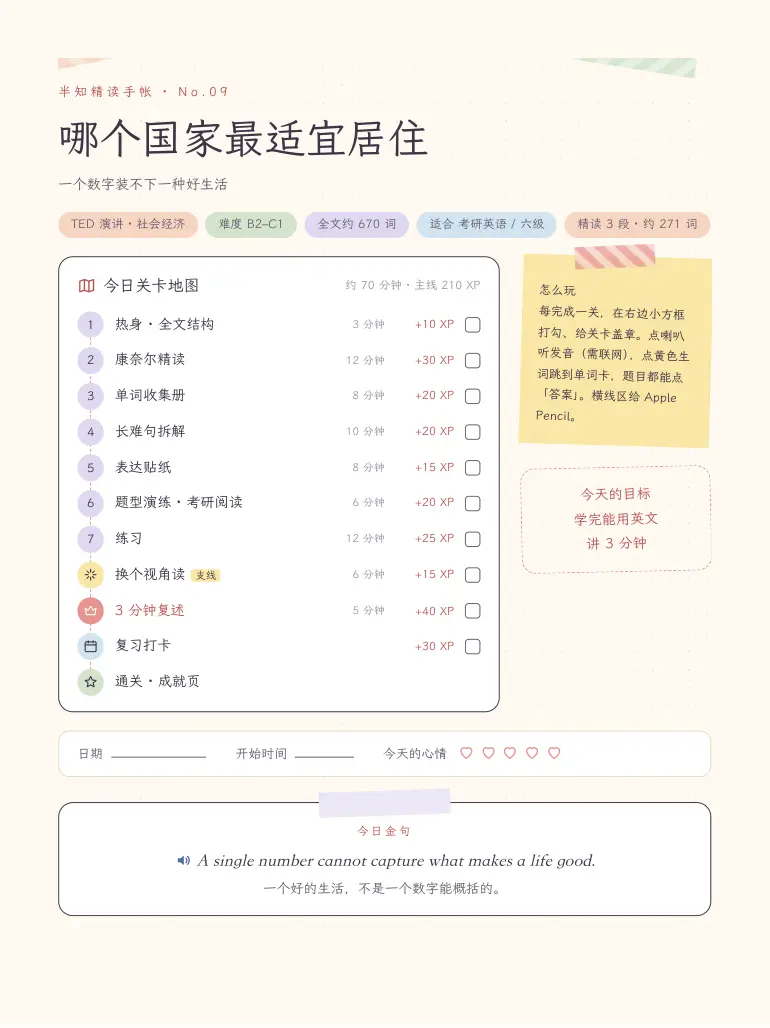 半知精读手帐 · No.09
哪个国家最适宜居住
一个数字装不下一种好生活
TED 演讲·社会经济
难度 B2–C1
全文约 670 词
适合 考研英语 / 六级
精读 3 段·约 271 词
今日关卡地图
约 70 分钟·主线 210 XP
1 热身·全文结构 3 分钟 +10 XP
2 康奈尔精读 12 分钟 +30 XP
3 单词收集册 8 分钟 +20 XP
4 长难句拆解 10 分钟 +20 XP
5 表达贴纸 8 分钟 +15 XP
6 题型演练·考研阅读 6 分钟 +20 XP
7 练习 12 分钟 +25 XP
换个视角读 支线 6 分钟 +15 XP
3 分钟复述 5 分钟 +40 XP
复习打卡 +30 XP
通关·成就页
怎么玩
每完成一关，在右边小方框
打勾、给关卡盖章。点喇叭
听发音（需联网），点黄色生
词跳到单词卡，题目都能点
「答案」。横线区给 Apple
Pencil。
今天的目标
学完能用英文
讲 3 分钟
日期
开始时间
今天的心情
今日金句
A single number cannot capture what makes a life good.
一个好的生活，不是一个数字能概括的。